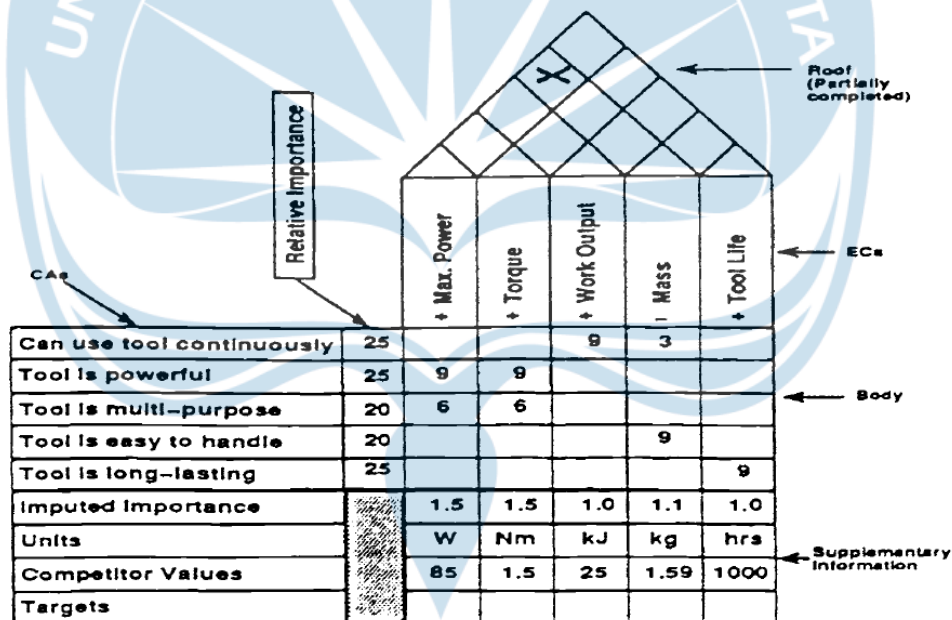 UN
TA
Roof
(Partially
completed)
Relative Importance
+ Max. Power
+ Torque
+ Work Output
- Mass
+ Tool Life
ECs
CAs
Can use tool continuously 25 9 3
Tool is powerful 25 9 9
Tool is multi-purpose 20 6 6
Body
Tool is easy to handle 20 9
Tool is long-lasting 25 9
Imputed Importance 1.5 1.5 1.0 1.1 1.0
Units W Nm kJ kg hrs
Supplementary
Information
Competitor Values 85 1.5 25 1.59 1000
Targets